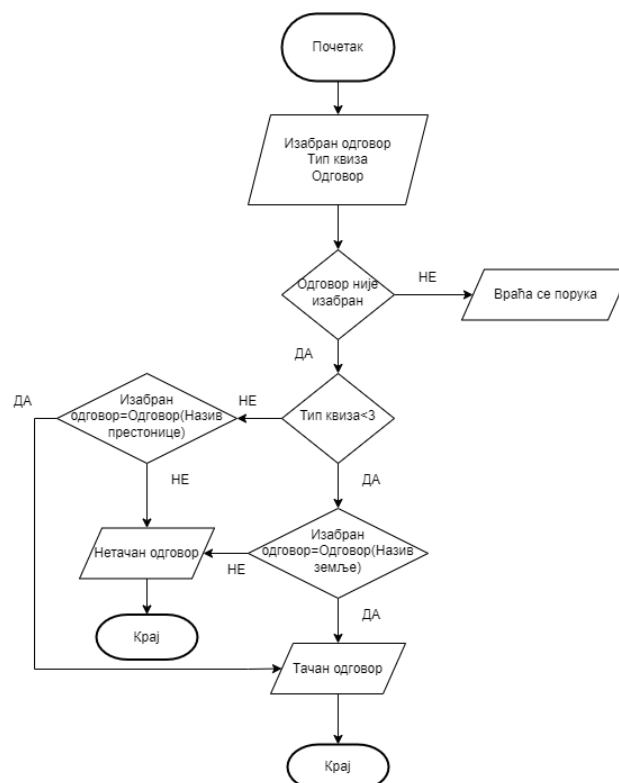 Почетак
Изабран одговор
Тип квиза
Одговор
Одговор није
изабран
НЕ
Враћа се порука
ДА
Тип квиза<3
НЕ
Изабран
одговор=Одговор(Назив
престонице)
ДА
НЕ
ДА
Изабран
одговор=Одговор(Назив
земље)
НЕ
Нетачан одговор
Крај
ДА
Тачан одговор
Крај